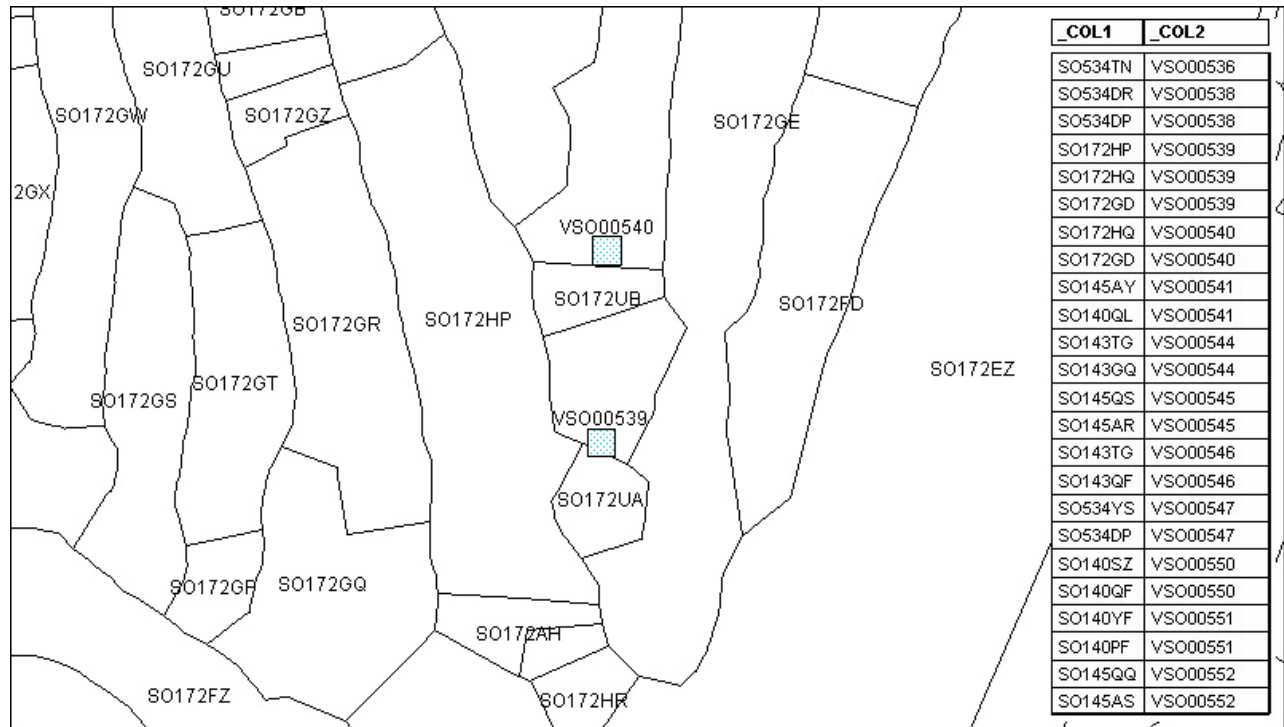 SO172GB
SO172GU
SO172GW
SO172GZ
SO172GE
2GX
VSO00540
SO172UB
SO172FD
SO172GR
SO172HP
SO172EZ
SO172GT
SO172GS
VSO00539
SO172UA
SO172GP
SO172GQ
SO172AH
SO172FZ
SO172HR
_COL1 _COL2
SO534TN VSO00536
SO534DR VSO00538
SO534DP VSO00538
SO172HP VSO00539
SO172HQ VSO00539
SO172GD VSO00539
SO172HQ VSO00540
SO172GD VSO00540
SO145AY VSO00541
SO140QL VSO00541
SO143TG VSO00544
SO143GQ VSO00544
SO145QS VSO00545
SO145AR VSO00545
SO143TG VSO00546
SO143QF VSO00546
SO534YS VSO00547
SO534DP VSO00547
SO140SZ VSO00550
SO140QF VSO00550
SO140YF VSO00551
SO140PF VSO00551
SO145QQ VSO00552
SO145AS VSO00552